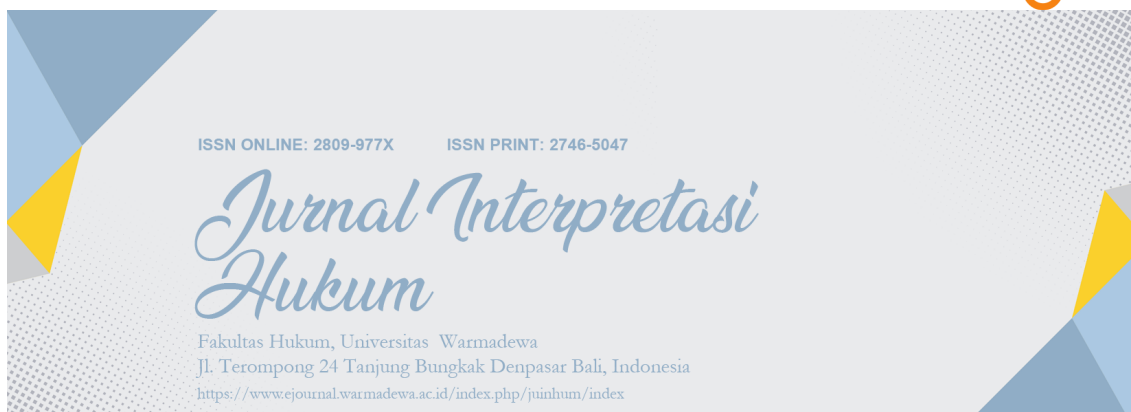 ISSN ONLINE: 2809-977X ISSN PRINT: 2746-5047
Jurnal Interpretasi
Hukum
Fakultas Hukum, Universitas Warmadewa
Jl. Terompong 24 Tanjung Bungkak Denpasar Bali, Indonesia
https://www.ejournal.warmadewa.ac.id/index.php/juinhum/index